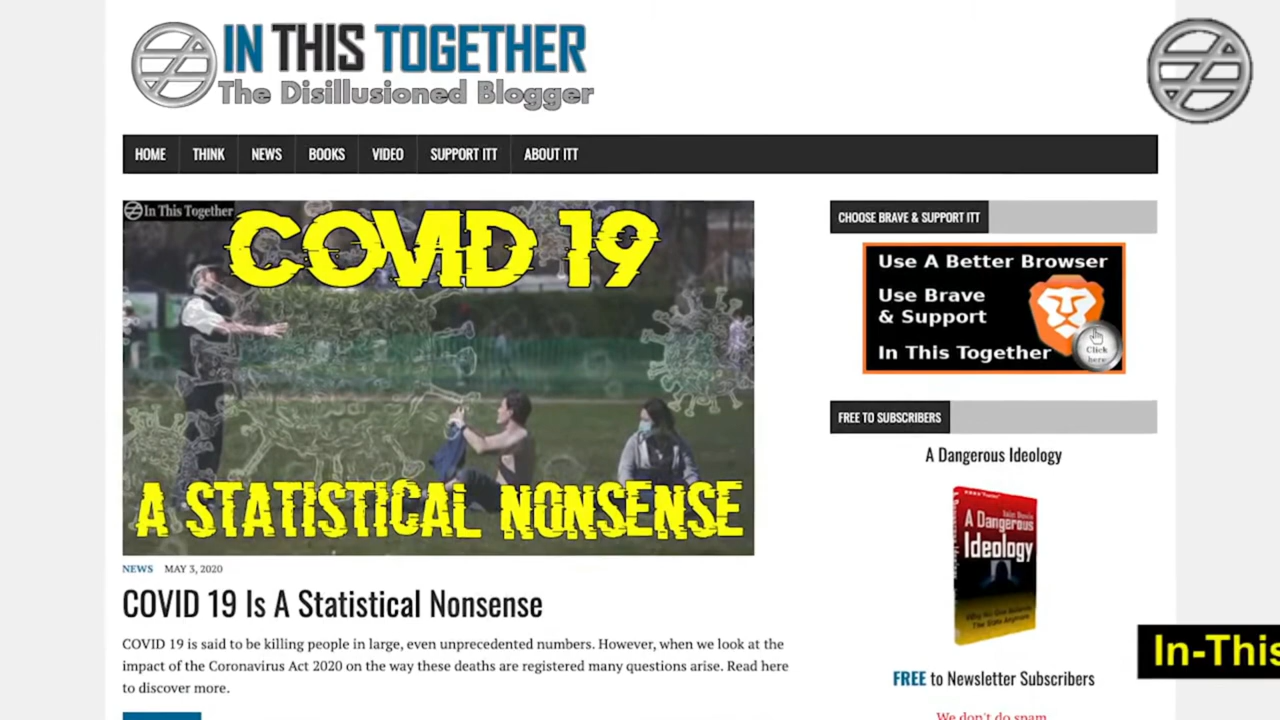 IN THIS TOGETHER
The Disillusioned Blogger
HOME THINK NEWS BOOKS VIDEO SUPPORT ITT ABOUT ITT
In This Together
COVID 19
A STATISTICAL NONSENSE
NEWS MAY 3, 2020
COVID 19 Is A Statistical Nonsense
COVID 19 is said to be killing people in large, even unprecedented numbers. However, when we look at the
impact of the Coronavirus Act 2020 on the way these deaths are registered many questions arise. Read here
to discover more.
CHOOSE BRAVE & SUPPORT ITT
Use A Better Browser
Use Brave
& Support
In This Together
Click
here
FREE TO SUBSCRIBERS
A Dangerous Ideology
A Dangerous
Ideology
FREE to Newsletter Subscribers
We don't do spam
In-This